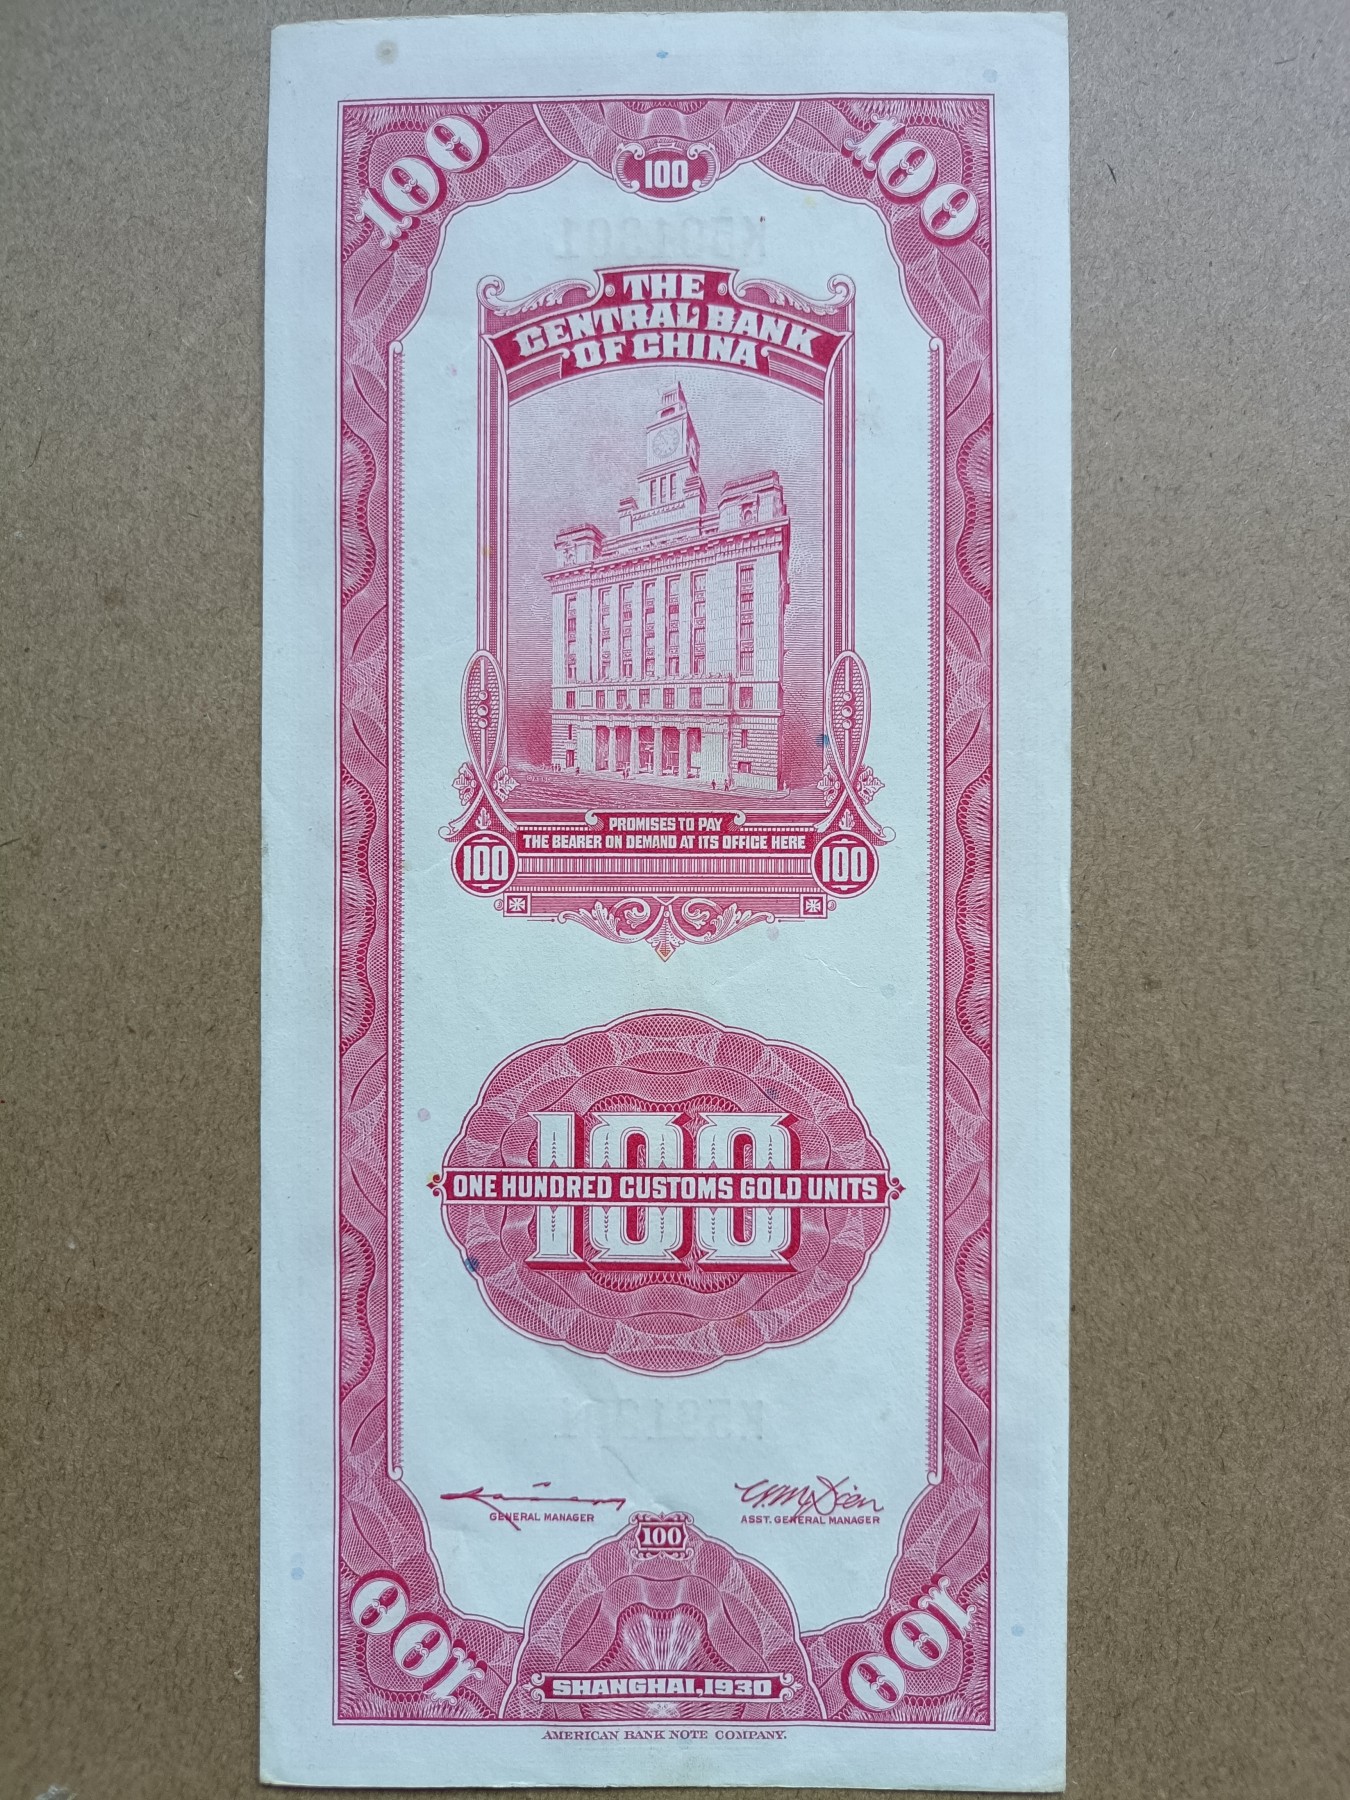 100 100 100
THE
CENTRAL BANK
OF CHINA
PROMISES TO PAY
THE BEARER ON DEMAND AT ITS OFFICE HERE
100 100
100
ONE HUNDRED CUSTOMS GOLD UNITS
GENERAL MANAGER ASST. GENERAL MANAGER
100
100 100
SHANGHAI, 1930
AMERICAN BANK NOTE COMPANY.